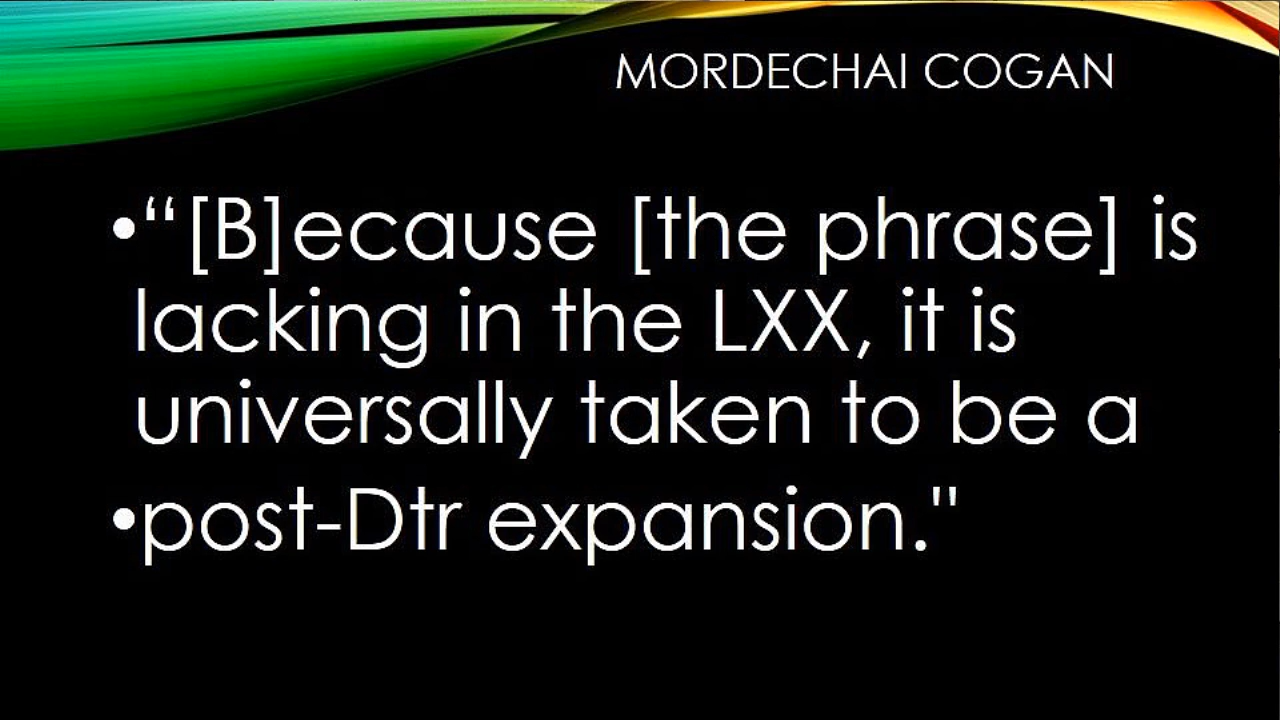 MORDECHAI COGAN
•“[B]ecause [the phrase] is
lacking in the LXX, it is
universally taken to be a
•post-Dtr expansion."